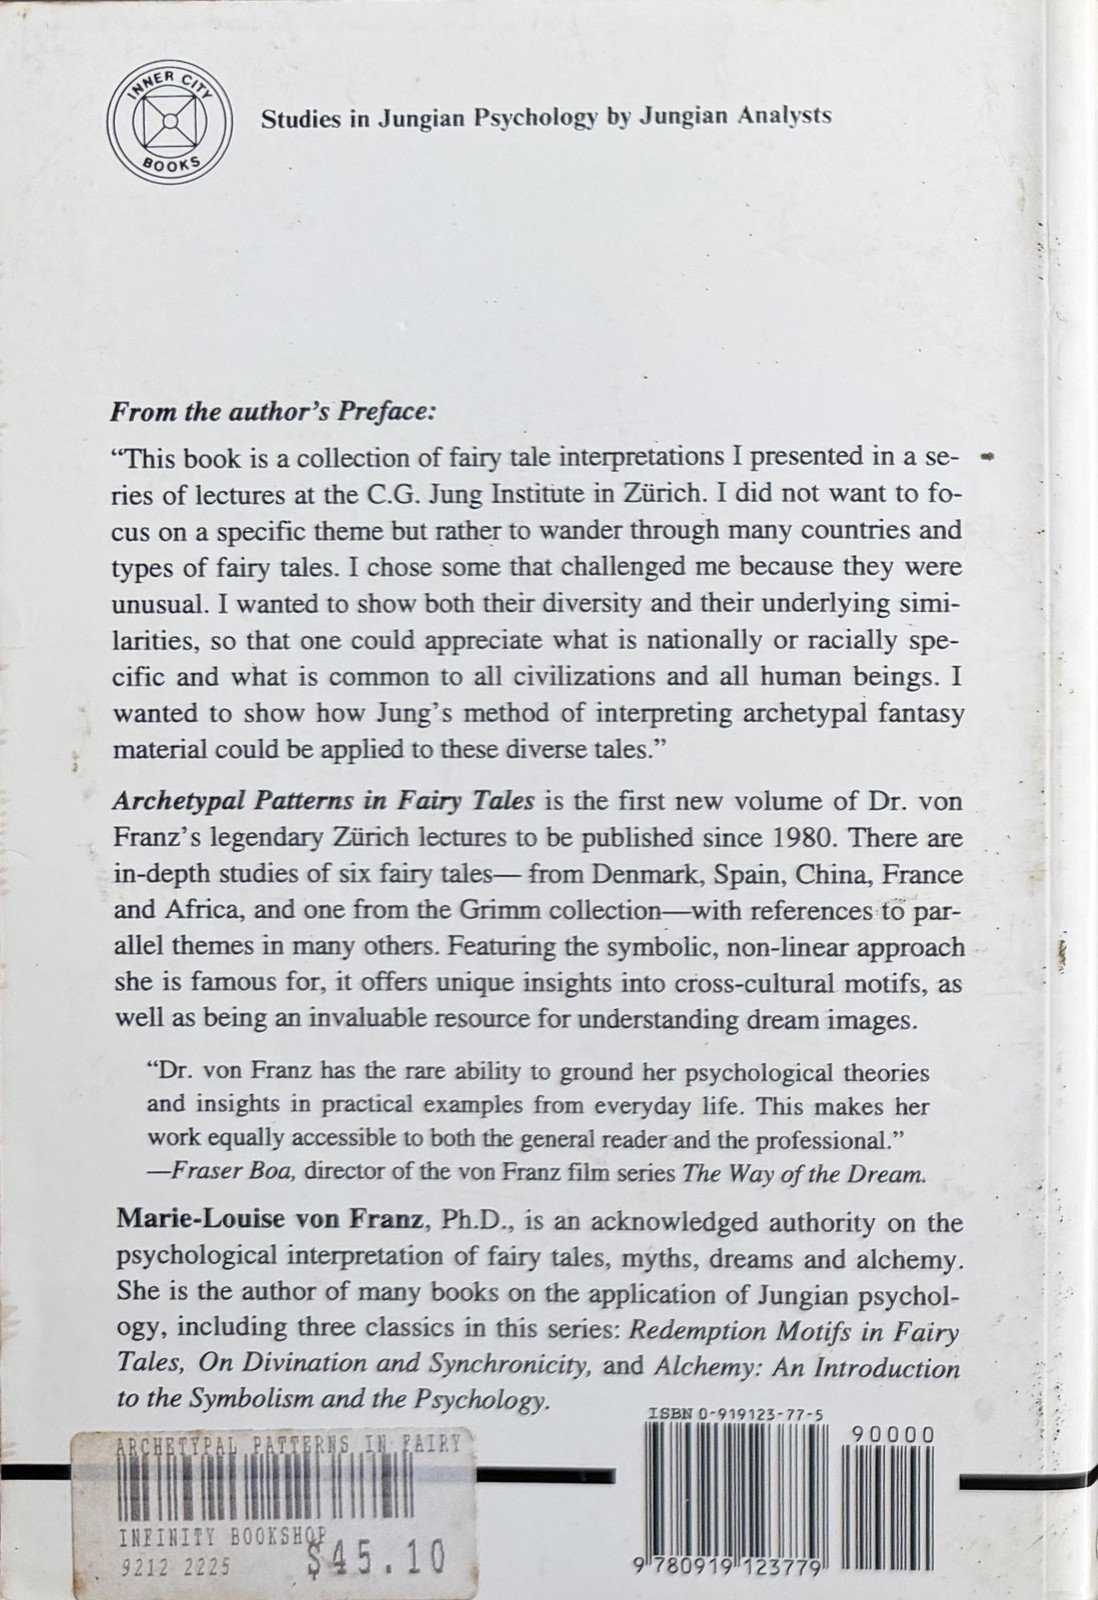 INNER CITY
BOOKS
Studies in Jungian Psychology by Jungian Analysts
From the author's Preface:
“This book is a collection of fairy tale interpretations I presented in a se-
ries of lectures at the C.G. Jung Institute in Zürich. I did not want to fo-
cus on a specific theme but rather to wander through many countries and
types of fairy tales. I chose some that challenged me because they were
unusual. I wanted to show both their diversity and their underlying simi-
larities, so that one could appreciate what is nationally or racially spe-
cific and what is common to all civilizations and all human beings. I
wanted to show how Jung's method of interpreting archetypal fantasy
material could be applied to these diverse tales.”
Archetypal Patterns in Fairy Tales is the first new volume of Dr. von
Franz's legendary Zürich lectures to be published since 1980. There are
in-depth studies of six fairy tales— from Denmark, Spain, China, France
and Africa, and one from the Grimm collection—with references to par-
allel themes in many others. Featuring the symbolic, non-linear approach
she is famous for, it offers unique insights into cross-cultural motifs, as
well as being an invaluable resource for understanding dream images.
“Dr. von Franz has the rare ability to ground her psychological theories
and insights in practical examples from everyday life. This makes her
work equally accessible to both the general reader and the professional.”
—Fraser Boa, director of the von Franz film series The Way of the Dream.
Marie-Louise von Franz, Ph.D., is an acknowledged authority on the
psychological interpretation of fairy tales, myths, dreams and alchemy.
She is the author of many books on the application of Jungian psychol-
ogy, including three classics in this series: Redemption Motifs in Fairy
Tales, On Divination and Synchronicity, and Alchemy: An Introduction
to the Symbolism and the Psychology.
ISBN 0-919123-77-5
90000
9 780919 123779
ARCHETYPAL PATTERNS IN FAIRY
INFINITY BOOKSHOP
9212 2225 $45.10